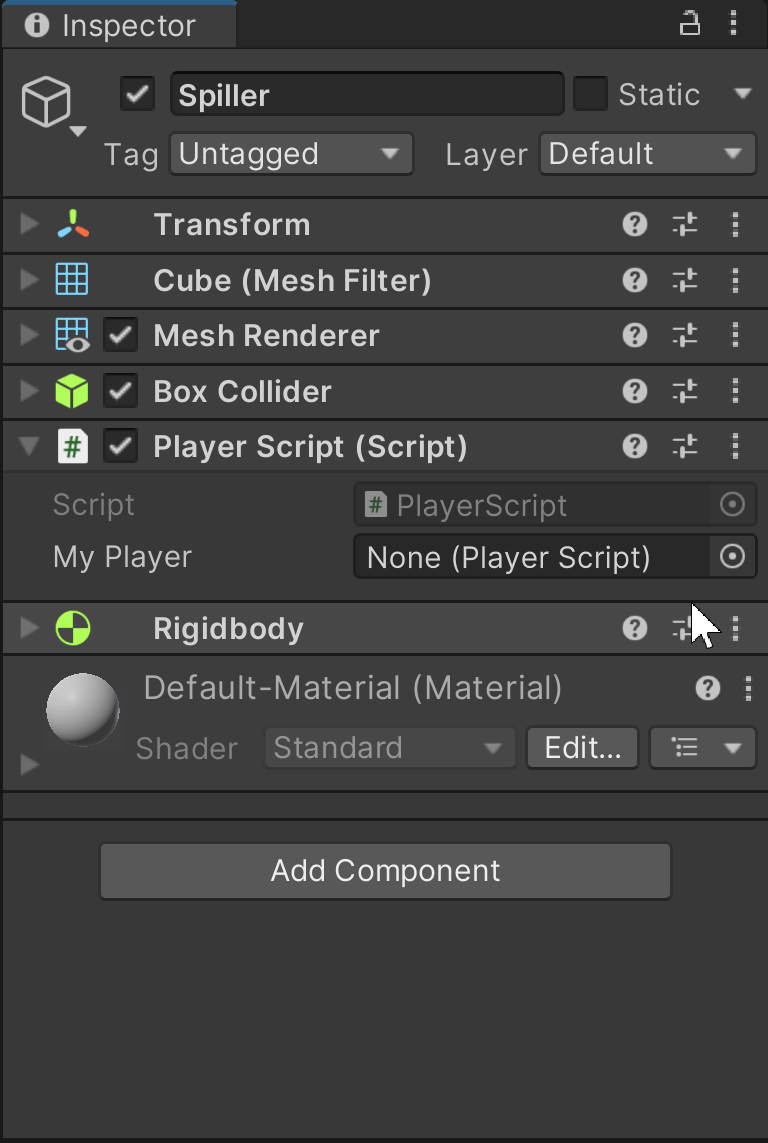 Inspector
Spiller Static
Tag Untagged Layer Default
Transform
Cube (Mesh Filter)
Mesh Renderer
Box Collider
# Player Script (Script)
Script # PlayerScript
My Player None (Player Script)
Rigidbody
Default-Material (Material)
Shader Standard Edit...
Add Component